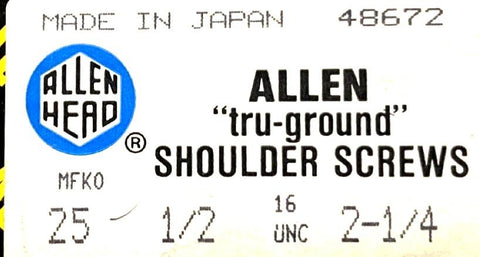 MADE IN JAPAN 48672
ALLEN HEAD
®
ALLEN
"tru-ground"
SHOULDER SCREWS
MFKO
25 1/2 16 UNC 2-1/4